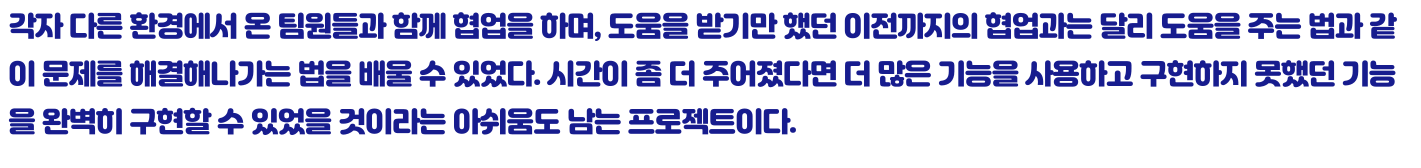 각자 다른 환경에서 온 팀원들과 함께 협업을 하며, 도움을 받기만 했던 이전까지의 협업과는 달리 도움을 주는 법과 같
이 문제를 해결해나가는 법을 배울 수 있었다. 시간이 좀 더 주어졌다면 더 많은 기능을 사용하고 구현하지 못했던 기능
을 완벽히 구현할 수 있었을 것이라는 아쉬움도 남는 프로젝트이다.